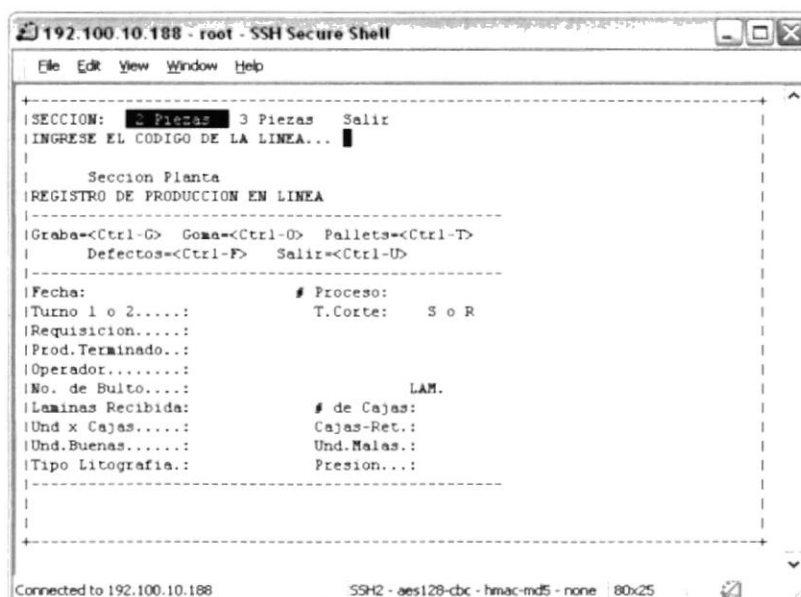 192.100.10.188 - root - SSH Secure Shell
File Edit View Window Help
SECCION: 2 Piezas 3 Piezas Salir
INGRESE EL CODIGO DE LA LINEA...
Seccion Planta
REGISTRO DE PRODUCCION EN LINEA
Graba=<Ctrl-G> Goma=<Ctrl-O> Pallets=<Ctrl-T>
Defectos=<Ctrl-F> Salir=<Ctrl-U>
Fecha: # Proceso:
Turno 1 o 2.....: T.Corte: S o R
Requisicion.....:
Prod.Terminado..:
Operador........:
No. de Bulto....: LAM.
Laminas Recibida: # de Cajas:
Und x Cajas.....: Cajas-Ret.:
Und.Buenas......: Und.Malas.:
Tipo Litografia.: Presion...:
Connected to 192.100.10.188 SSH2 - aes128-cbc - hmac-md5 - none 80x25